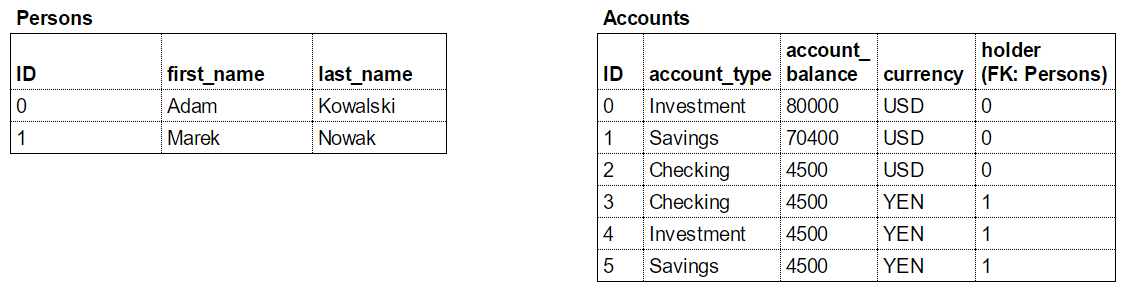 Persons
ID first_name last_name
0 Adam Kowalski
1 Marek Nowak
Accounts
ID account_type account_ balance currency holder (FK: Persons)
0 Investment 80000 USD 0
1 Savings 70400 USD 0
2 Checking 4500 USD 0
3 Checking 4500 YEN 1
4 Investment 4500 YEN 1
5 Savings 4500 YEN 1